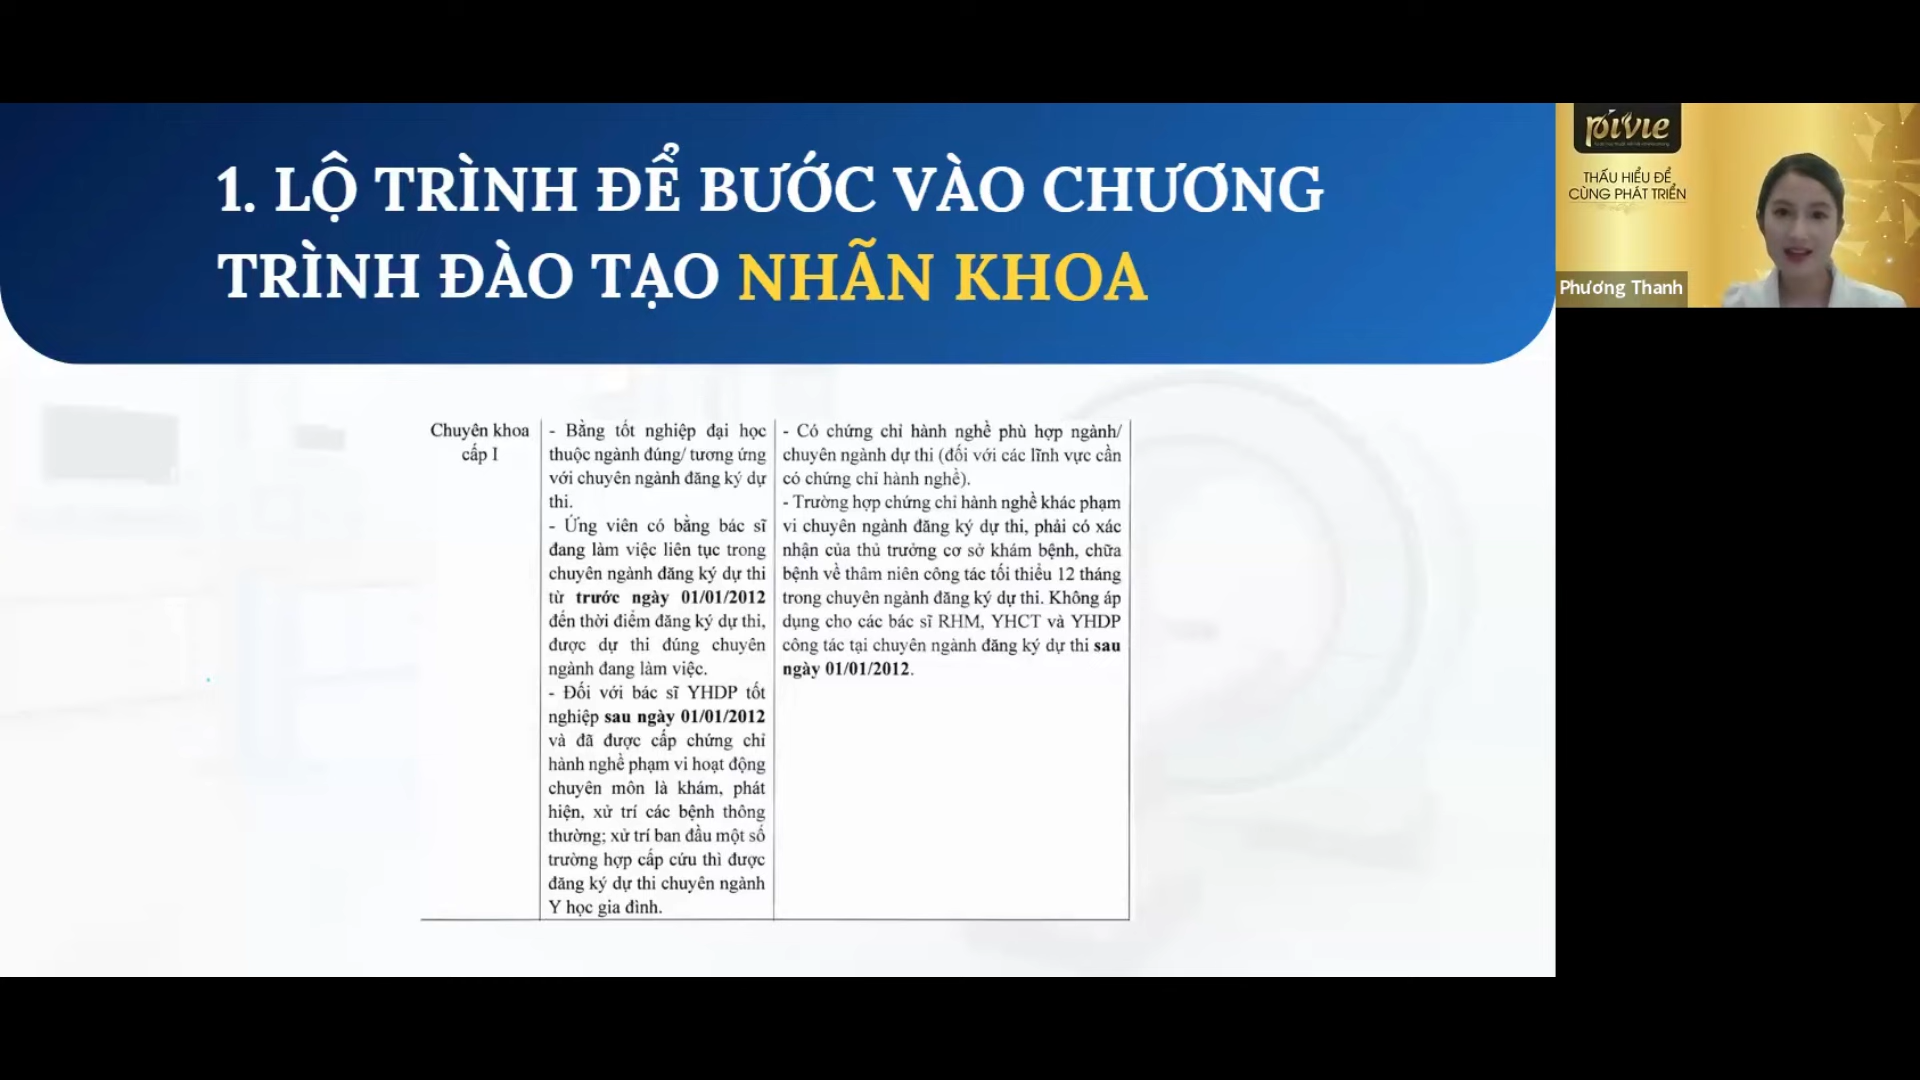 1. LỘ TRÌNH ĐỂ BƯỚC VÀO CHƯƠNG
TRÌNH ĐÀO TẠO NHÃN KHOA
Chuyên khoa
cấp I
- Bằng tốt nghiệp đại học
thuộc ngành đúng/ tương ứng
với chuyên ngành đăng ký dự
thi.
- Ứng viên có bằng bác sĩ
đang làm việc liên tục trong
chuyên ngành đăng ký dự thi
từ trước ngày 01/01/2012
đến thời điểm đăng ký dự thi,
được dự thi đúng chuyên
ngành đang làm việc.
- Đối với bác sĩ YHDP tốt
nghiệp sau ngày 01/01/2012
và đã được cấp chứng chỉ
hành nghề phạm vi hoạt động
chuyên môn là khám, phát
hiện, xử trí các bệnh thông
thường; xử trí ban đầu một số
trường hợp cấp cứu thì được
đăng ký dự thi chuyên ngành
Y học gia đình.
- Có chứng chỉ hành nghề phù hợp ngành/
chuyên ngành dự thi (đối với các lĩnh vực cần
có chứng chỉ hành nghề).
- Trường hợp chứng chỉ hành nghề khác phạm
vi chuyên ngành đăng ký dự thi, phải có xác
nhận của thủ trưởng cơ sở khám bệnh, chữa
bệnh về thâm niên công tác tối thiểu 12 tháng
trong chuyên ngành đăng ký dự thi. Không áp
dụng cho các bác sĩ RHM, YHCT và YHDP
công tác tại chuyên ngành đăng ký dự thi sau
ngày 01/01/2012.
pivie
THẤU HIỂU ĐỂ
CÙNG PHÁT TRIỂN
Phương Thanh